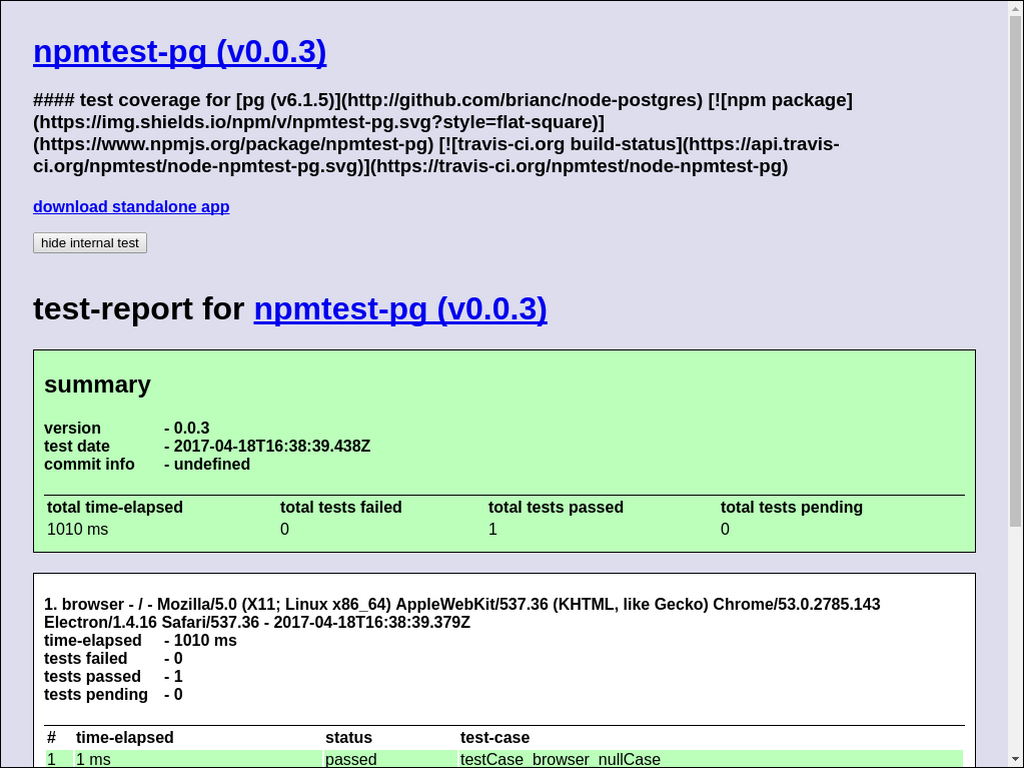 npmtest-pg (v0.0.3)
#### test coverage for [pg (v6.1.5)](http://github.com/brianc/node-postgres) [![npm package]
(https://img.shields.io/npm/v/npmtest-pg.svg?style=flat-square)]
(https://www.npmjs.org/package/npmtest-pg) [![travis-ci.org build-status](https://api.travis-
ci.org/npmtest/node-npmtest-pg.svg)](https://travis-ci.org/npmtest/node-npmtest-pg)
download standalone app
hide internal test
test-report for npmtest-pg (v0.0.3)
summary
version - 0.0.3
test date - 2017-04-18T16:38:39.438Z
commit info - undefined
total time-elapsed total tests failed total tests passed total tests pending
1010 ms 0 1 0
1. browser - / - Mozilla/5.0 (X11; Linux x86_64) AppleWebKit/537.36 (KHTML, like Gecko) Chrome/53.0.2785.143
Electron/1.4.16 Safari/537.36 - 2017-04-18T16:38:39.379Z
time-elapsed - 1010 ms
tests failed - 0
tests passed - 1
tests pending - 0
# time-elapsed status test-case
1 1 ms passed testCase_browser_nullCase